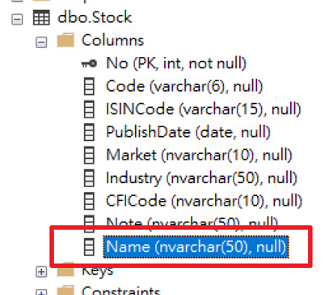 dbo.Stock
Columns
No (PK, int, not null)
Code (varchar(6), null)
ISINCode (varchar(15), null)
PublishDate (date, null)
Market (nvarchar(10), null)
Industry (nvarchar(50), null)
CFICode (nvarchar(10), null)
Note (nvarchar(50), null)
Name (nvarchar(50), null)
Keys
Constraints